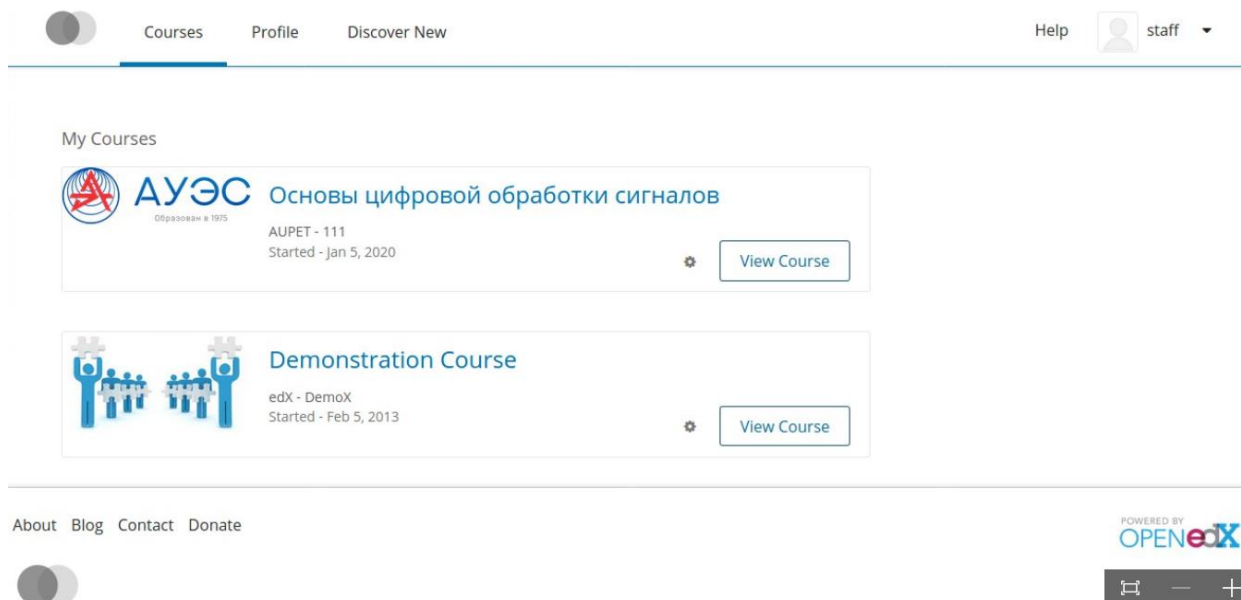 Courses Profile Discover New Help staff
My Courses
АУЭС
Образован в 1975
Основы цифровой обработки сигналов
AUPET - 111
Started - Jan 5, 2020
View Course
Demonstration Course
edX - DemoX
Started - Feb 5, 2013
View Course
About Blog Contact Donate
POWERED BY
OPEN edX